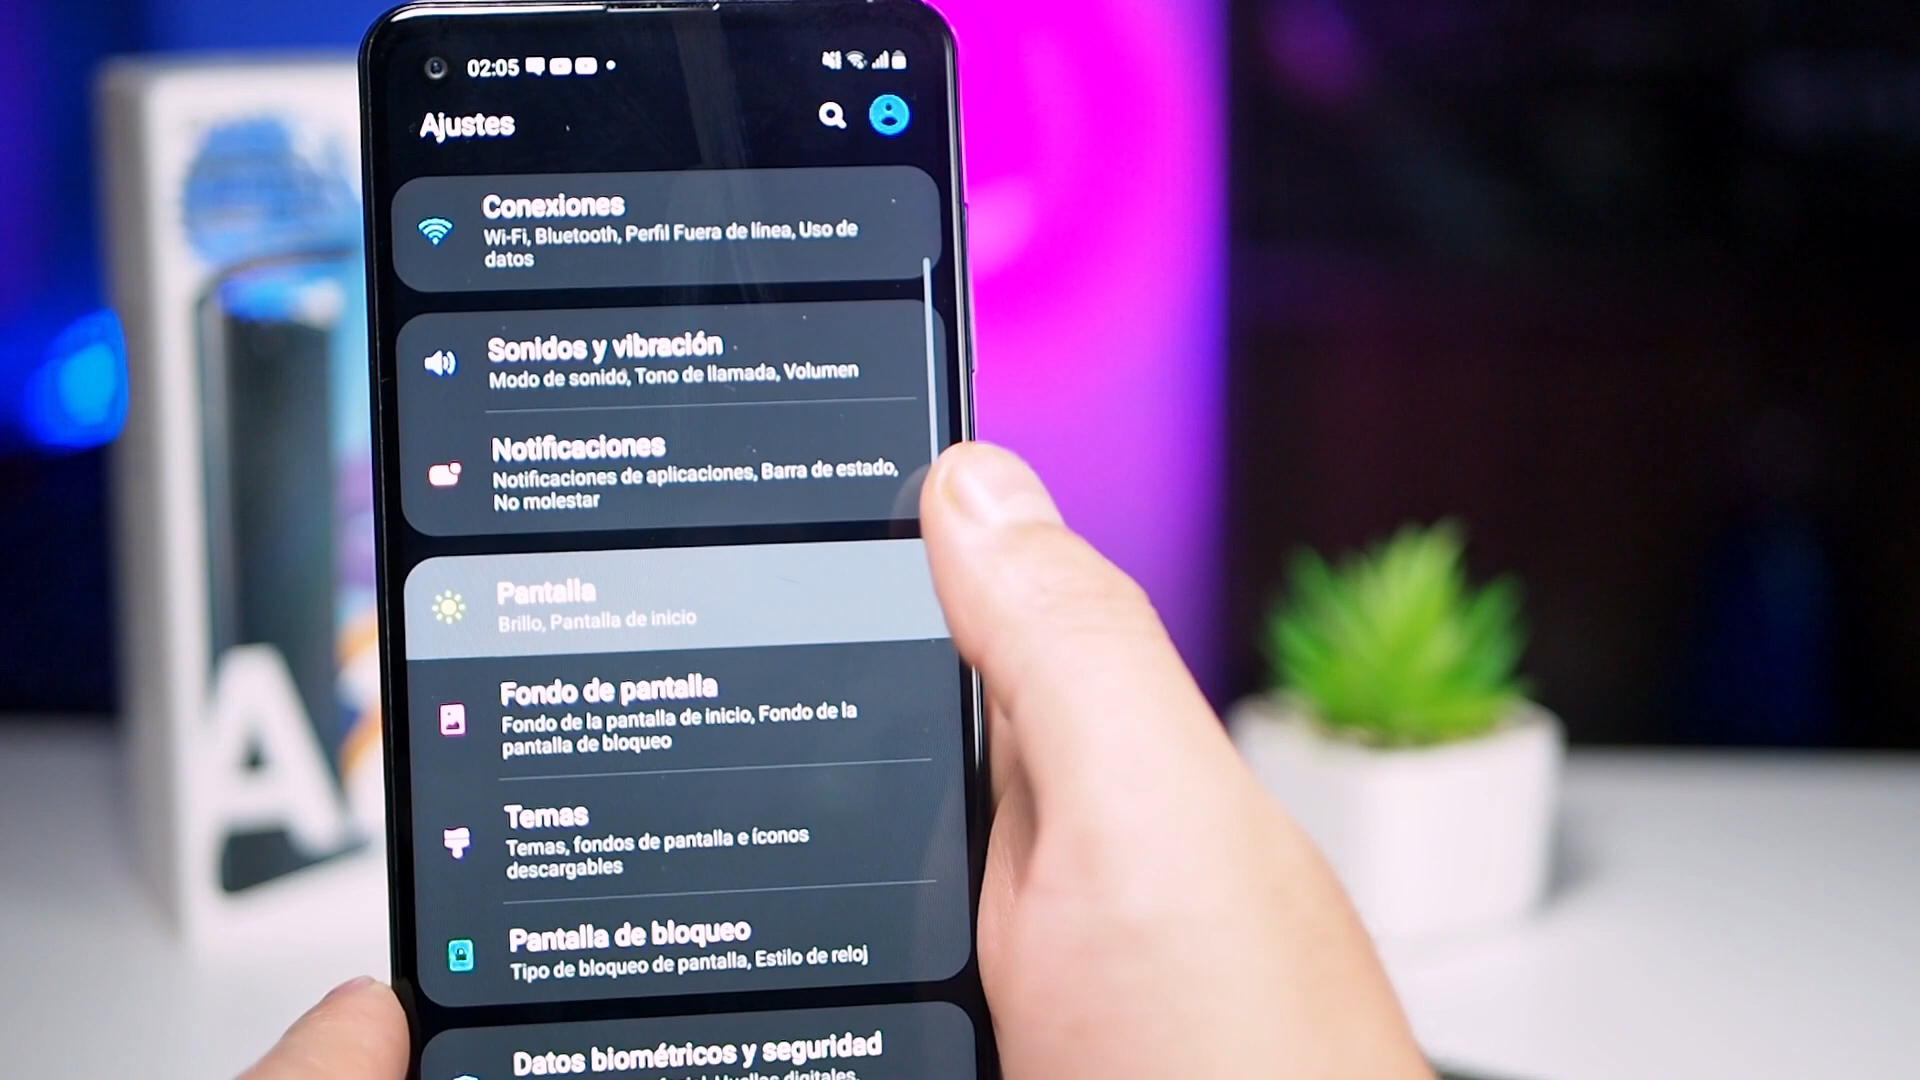 02:05
Ajustes
Conexiones
Wi-Fi, Bluetooth, Perfil Fuera de línea, Uso de
datos
Sonidos y vibración
Modo de sonido, Tono de llamada, Volumen
Notificaciones
Notificaciones de aplicaciones, Barra de estado,
No molestar
Pantalla
Brillo, Pantalla de inicio
Fondo de pantalla
Fondo de la pantalla de inicio, Fondo de la
pantalla de bloqueo
Temas
Temas, fondos de pantalla e íconos
descargables
Pantalla de bloqueo
Tipo de bloqueo de pantalla, Estilo de reloj
Datos biométricos y seguridad
Huellas digitales,
A